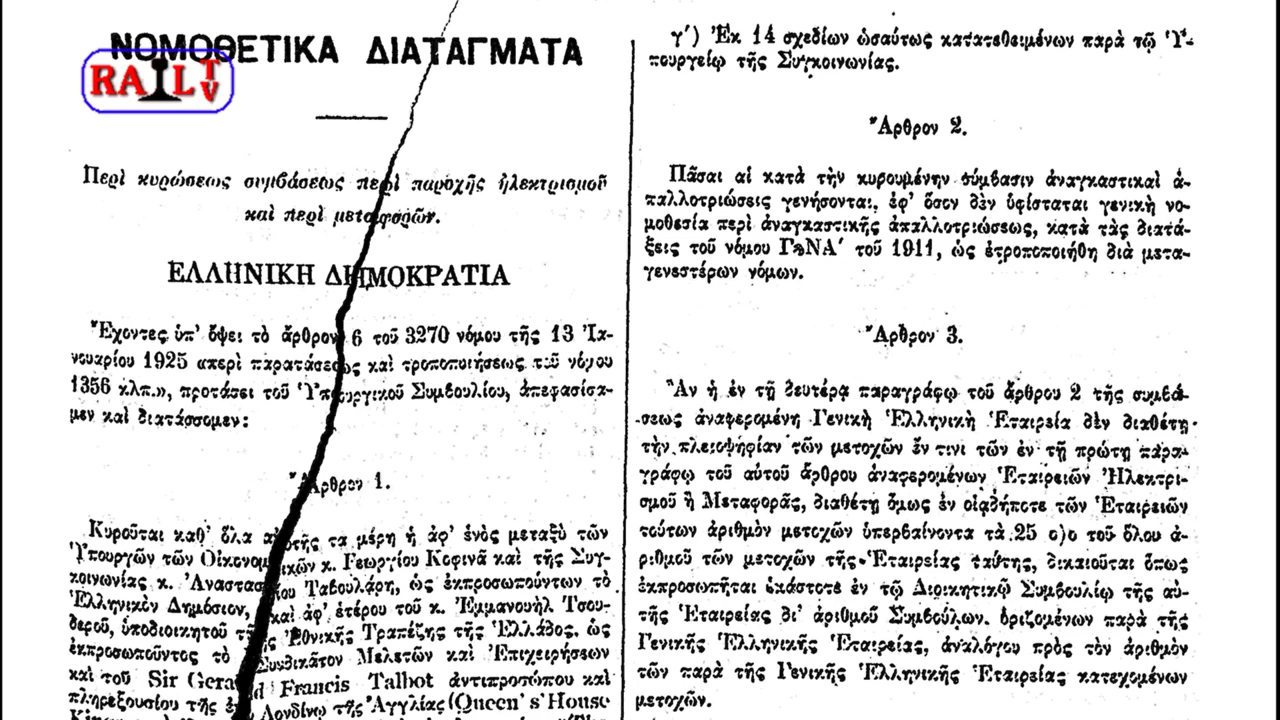 ΝΟΜΟΘΕΤΙΚΑ ΔΙΑΤΑΓΜΑΤΑ
RAIL TV
Περὶ κυρώσεως συμβάσεως περὶ παροχῆς ἠλεκτρισμοῦ
καὶ περὶ μεταφορῶν.
ΕΛΛΗΝΙΚΗ ΔΗΜΟΚΡΑΤΙΑ
Ἔχοντες ὑπ' ὄψει τὸ ἄρθρον 6 τοῦ 3270 νόμου τῆς 13 Ἰα-
νουαρίου 1925 «περὶ παρατάσεως καὶ τροποποιήσεως τοῦ νόμου
1356 κλπ.», προτάσει τοῦ Ὑπουργικοῦ Συμβουλίου, ἀπεφασίσα-
μεν καὶ διατάσσομεν:
Ἄρθρον 1.
Κυροῦται καθ' ὅλα αὐτῆς τα μέρη ἡ ἀφ' ἑνὸς μεταξὺ τῶν
Ὑπουργῶν τῶν Οἰκονομικῶν κ. Γεωργίου Κοφινᾶ καὶ τῆς Συγ-
κοινωνίας κ. Ἀναστασίου Ταβουλάρη, ὡς ἐκπροσωπούντων τὸ
Ἑλληνικὸν Δημόσιον, καὶ ἀφ' ἑτέρου τοῦ κ. Ἐμμανουὴλ Τσου-
δεροῦ, ὑποδιοικητοῦ τῆς Ἐθνικῆς Τραπέζης τῆς Ἑλλάδος, ὡς
ἐκπροσωποῦντος τὸ Συνδικᾶτον Μελετῶν καὶ Ἐπιχειρήσεων
καὶ τοῦ Sir Gerald Francis Talbot ἀντιπροσώπου καὶ
πληρεξουσίου τῆς ἐν Λονδίνῳ τῆς Ἀγγλίας (Queen's House
γ') Ἐκ 14 σχεδίων ὡσαύτως κατατεθειμένων παρὰ τῷ Ὑ-
πουργείῳ τῆς Συγκοινωνίας.
Ἄρθρον 2.
Πᾶσαι αἱ κατὰ τὴν κυρουμένην σύμβασιν ἀναγκαστικαὶ ἀ-
παλλοτριώσεις γενήσονται, ἐφ' ὅσον δὲν ὑφίσταται γενικὴ νο-
μοθεσία περὶ ἀναγκαστικῆς ἀπαλλοτριώσεως, κατὰ τὰς διατά-
ξεις τοῦ νόμου ΓϡΝΑ' τοῦ 1911, ὡς ἐτροποποιήθη διὰ μετα-
γενεστέρων νόμων.
Ἄρθρον 3.
Ἂν ἡ ἐν τῇ δευτέρᾳ παραγράφῳ τοῦ ἄρθρου 2 τῆς συμβά-
σεως ἀναφερομένη Γενικὴ Ἑλληνικὴ Ἑταιρεία δὲν διαθέτῃ
τὴν πλειοψηφίαν τῶν μετοχῶν ἔν τινι τῶν ἐν τῇ πρώτῃ παρα-
γράφῳ τοῦ αὐτοῦ ἄρθρου ἀναφερομένων Ἑταιρειῶν Ἠλεκτρι-
σμοῦ ἢ Μεταφορᾶς, διαθέτῃ ὅμως ἐν οἱᾳδήποτε τῶν Ἑταιρειῶν
τούτων ἀριθμὸν μετοχῶν ὑπερβαίνοντα τὰ 25 ο)ο τοῦ ὅλου ἀ-
ριθμοῦ τῶν μετοχῶν τῆς Ἑταιρείας ταύτης, δικαιοῦται ὅπως
ἐκπροσωπῆται ἑκάστοτε ἐν τῷ Διοικητικῷ Συμβουλίῳ τῆς αὐ-
τῆς Ἑταιρείας δι' ἀριθμοῦ Συμβούλων, ὁριζομένων παρὰ τῆς
Γενικῆς Ἑλληνικῆς Ἑταιρείας, ἀναλόγου πρὸς τὸν ἀριθμὸν
τῶν παρὰ τῆς Γενικῆς Ἑλληνικῆς Ἑταιρείας κατεχομένων
μετοχῶν.